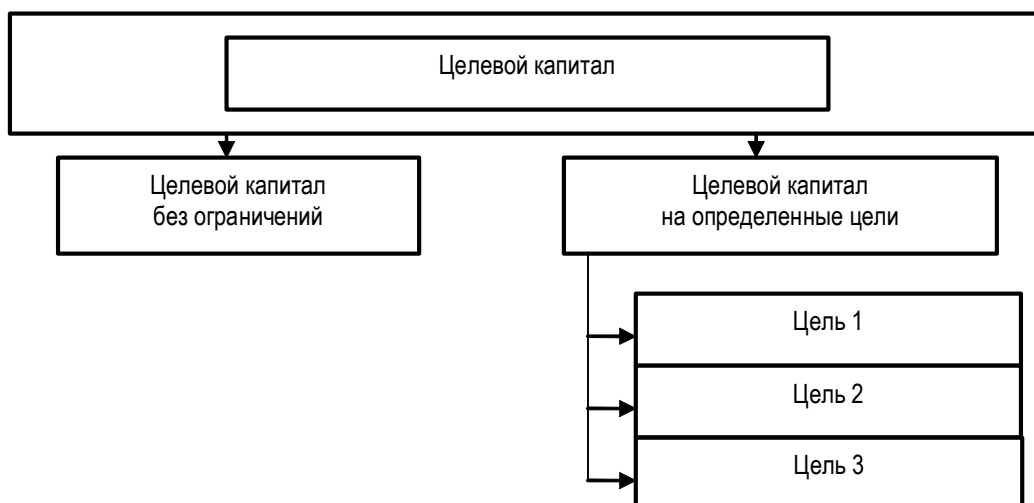 Целевой капитал
Целевой капитал
без ограничений
Целевой капитал
на определенные цели
Цель 1
Цель 2
Цель 3